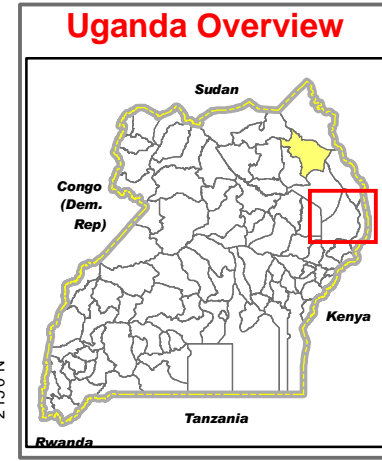 Uganda Overview
Sudan
Congo
(Dem.
Rep)
Kenya
Tanzania
Rwanda